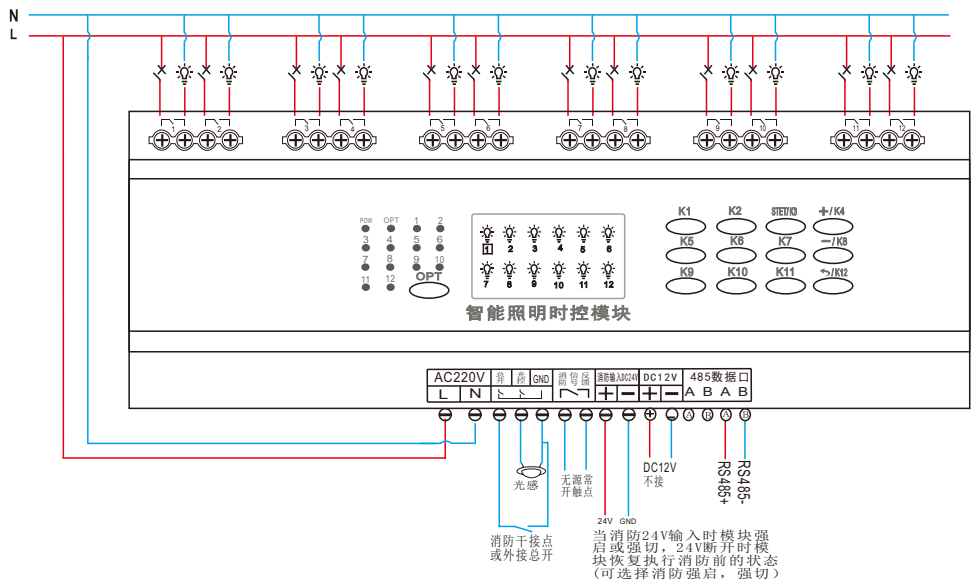 N
L
1 2 3 4 5 6 7 8 9 10 11 12
POW OPT 1 2
3 4 5 6
7 8 9 10
11 12 OPT
1 2 3 4 5 6
7 8 9 10 11 12
智能照明时控模块
K1 K2 STET/K3 +/K4
K5 K6 K7 —/K8
K9 K10 K11 ↰/K12
AC220V 总开 光控 GND 消防 信号 反馈 消防输入DC24V DC12V 485数据口
L N + — + — A B A B
A B A B
光感
无源常
开触点
DC12V
不接
RS485+
RS485-
24V GND
消防干接点
或外接总开
当消防24V输入时模块强
启或强切，24V断开时模
块恢复执行消防前的状态
(可选择消防强启，强切)